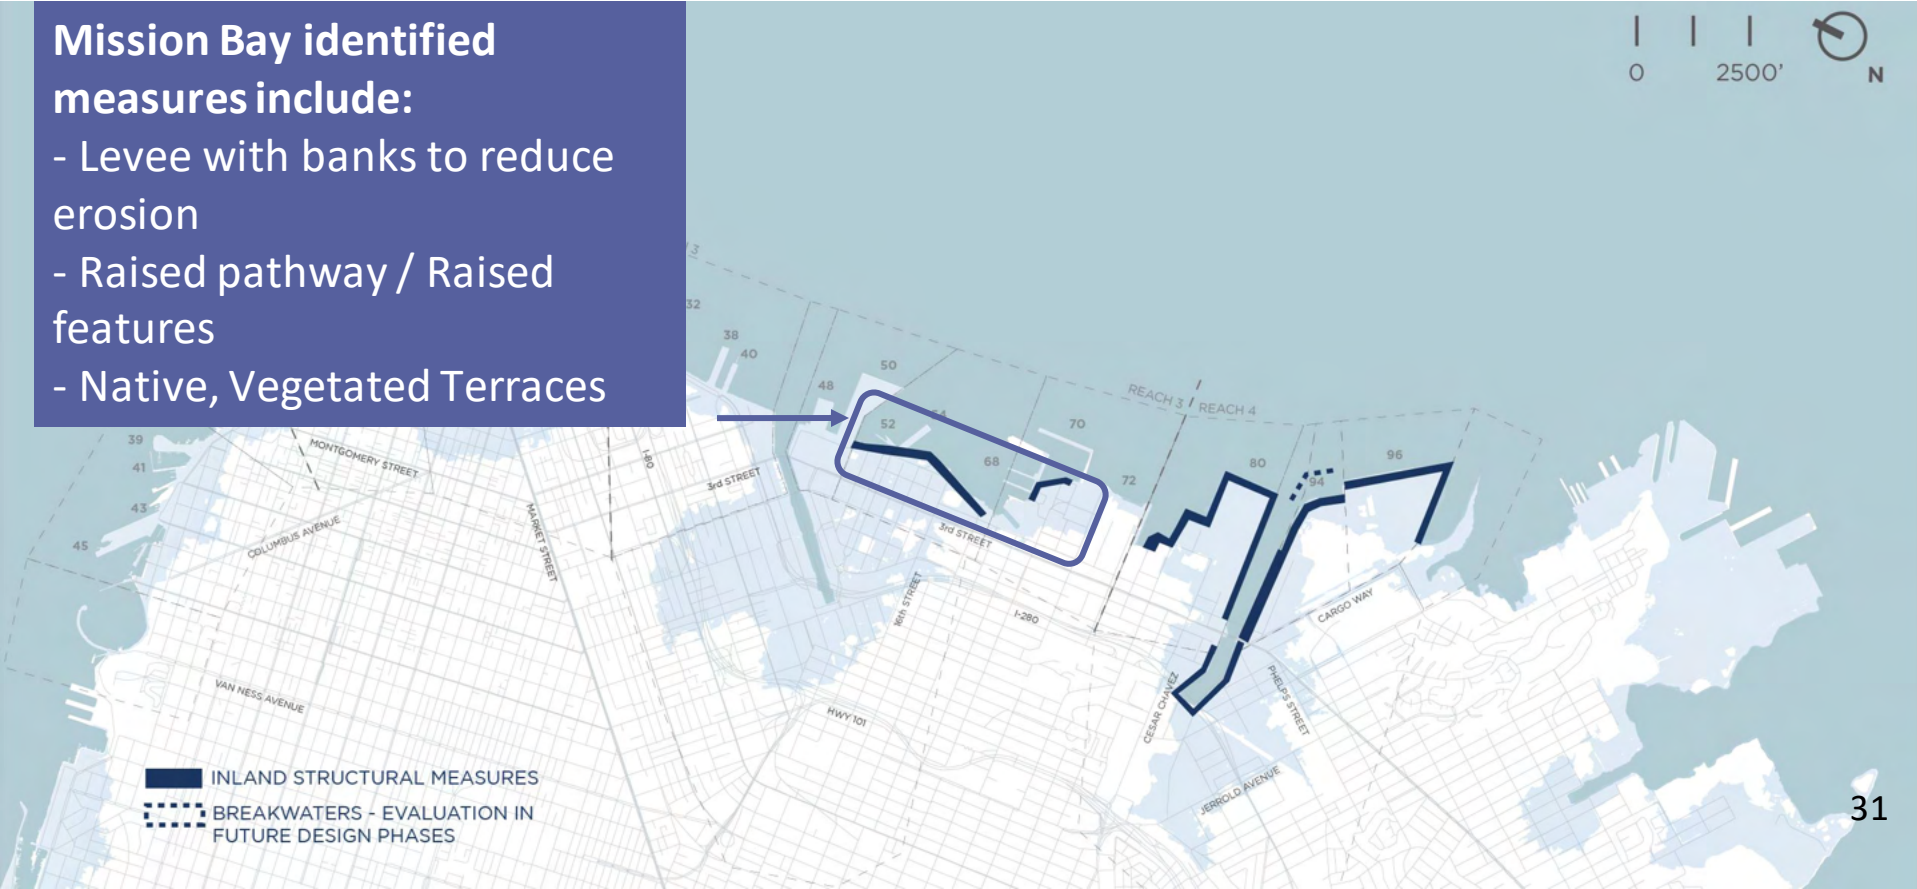 Mission Bay identified
measures include:
- Levee with banks to reduce
erosion
- Raised pathway / Raised
features
- Native, Vegetated Terraces
0 2500' N
32
38
40
48
50
52
68
70
72
REACH 3 / REACH 4
80
94
96
39
41
43
45
MONTGOMERY STREET
COLUMBUS AVENUE
MARKET STREET
I-80
3rd STREET
3rd STREET
16th STREET
I-280
HWY 101
VAN NESS AVENUE
CESAR CHAVEZ
PHELPS STREET
CARGO WAY
JERROLD AVENUE
INLAND STRUCTURAL MEASURES
BREAKWATERS - EVALUATION IN
FUTURE DESIGN PHASES
31